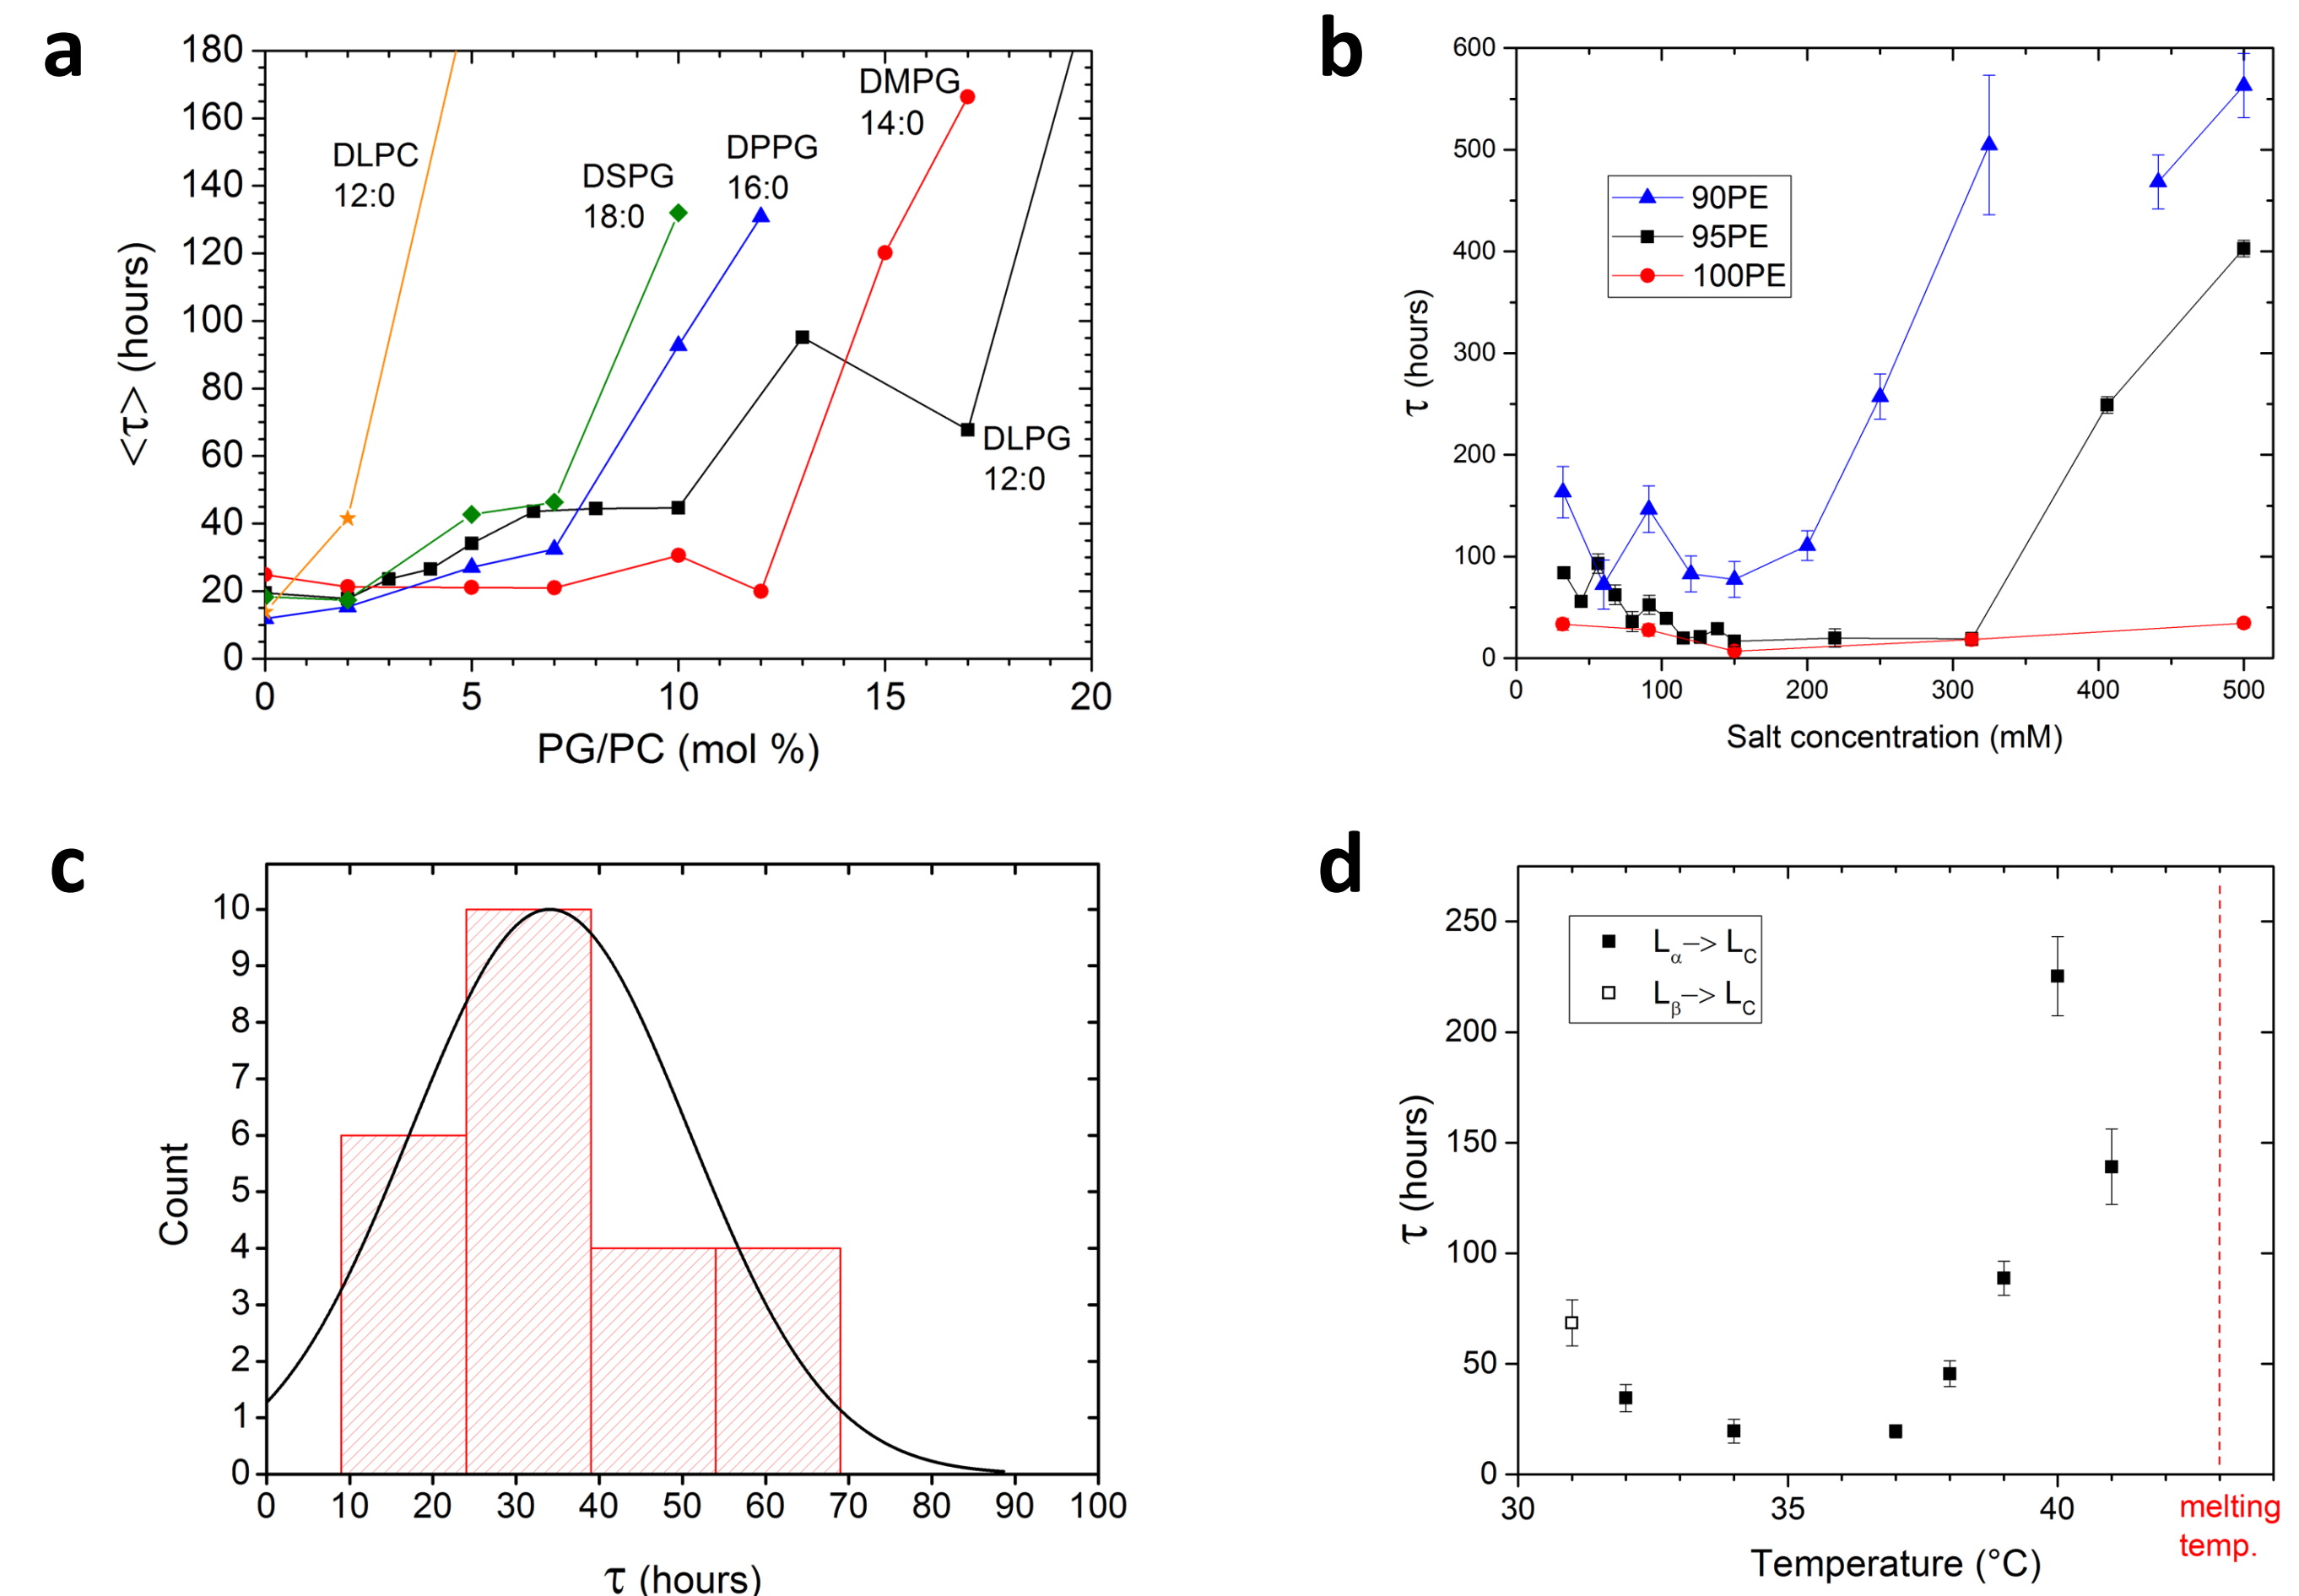 a
180
160
140
120
100
80
60
40
20
0
<τ> (hours)
DLPC
12:0
DSPG
18:0
DPPG
16:0
DMPG
14:0
DLPG
12:0
0 5 10 15 20
PG/PC (mol %)
b
600
500
400
300
200
100
0
τ (hours)
90PE
95PE
100PE
0 100 200 300 400 500
Salt concentration (mM)
c
10
9
8
7
6
5
4
3
2
1
0
Count
0 10 20 30 40 50 60 70 80 90 100
τ (hours)
d
250
200
150
100
50
0
τ (hours)
Lα–> LC
Lβ–> LC
30 35 40
melting
temp.
Temperature (°C)